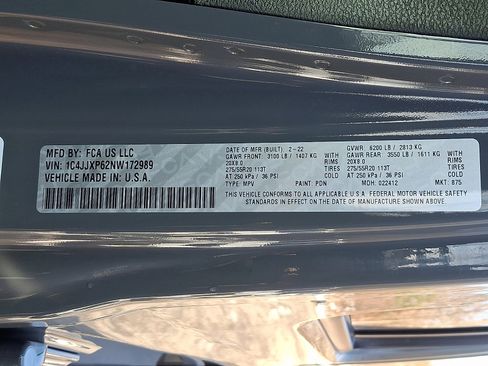 MFD BY: FCA US LLC
VIN: 1C4JJXP62NW172989
VEHICLE MADE IN: U.S.A.
DATE OF MFR (BUILT): 2-22 GVWR: 6200 LB / 2813 KG
GAWR FRONT: 3100 LB / 1407 KG WITH GAWR REAR: 3550 LB / 1611 KG WITH
20X8.0 RIMS 20X8.0 RIMS
275/55R20 113T TIRES 275/55R20 113T TIRES
AT 250 kPa / 36 PSI COLD AT 250 kPa / 36 PSI COLD
TYPE: MPV PAINT: PDN MDH: 022412 MKT: 875
THIS VEHICLE CONFORMS TO ALL APPLICABLE U.S.A. FEDERAL MOTOR VEHICLE SAFETY
STANDARDS IN EFFECT ON THE DATE OF MANUFACTURE SHOWN ABOVE.